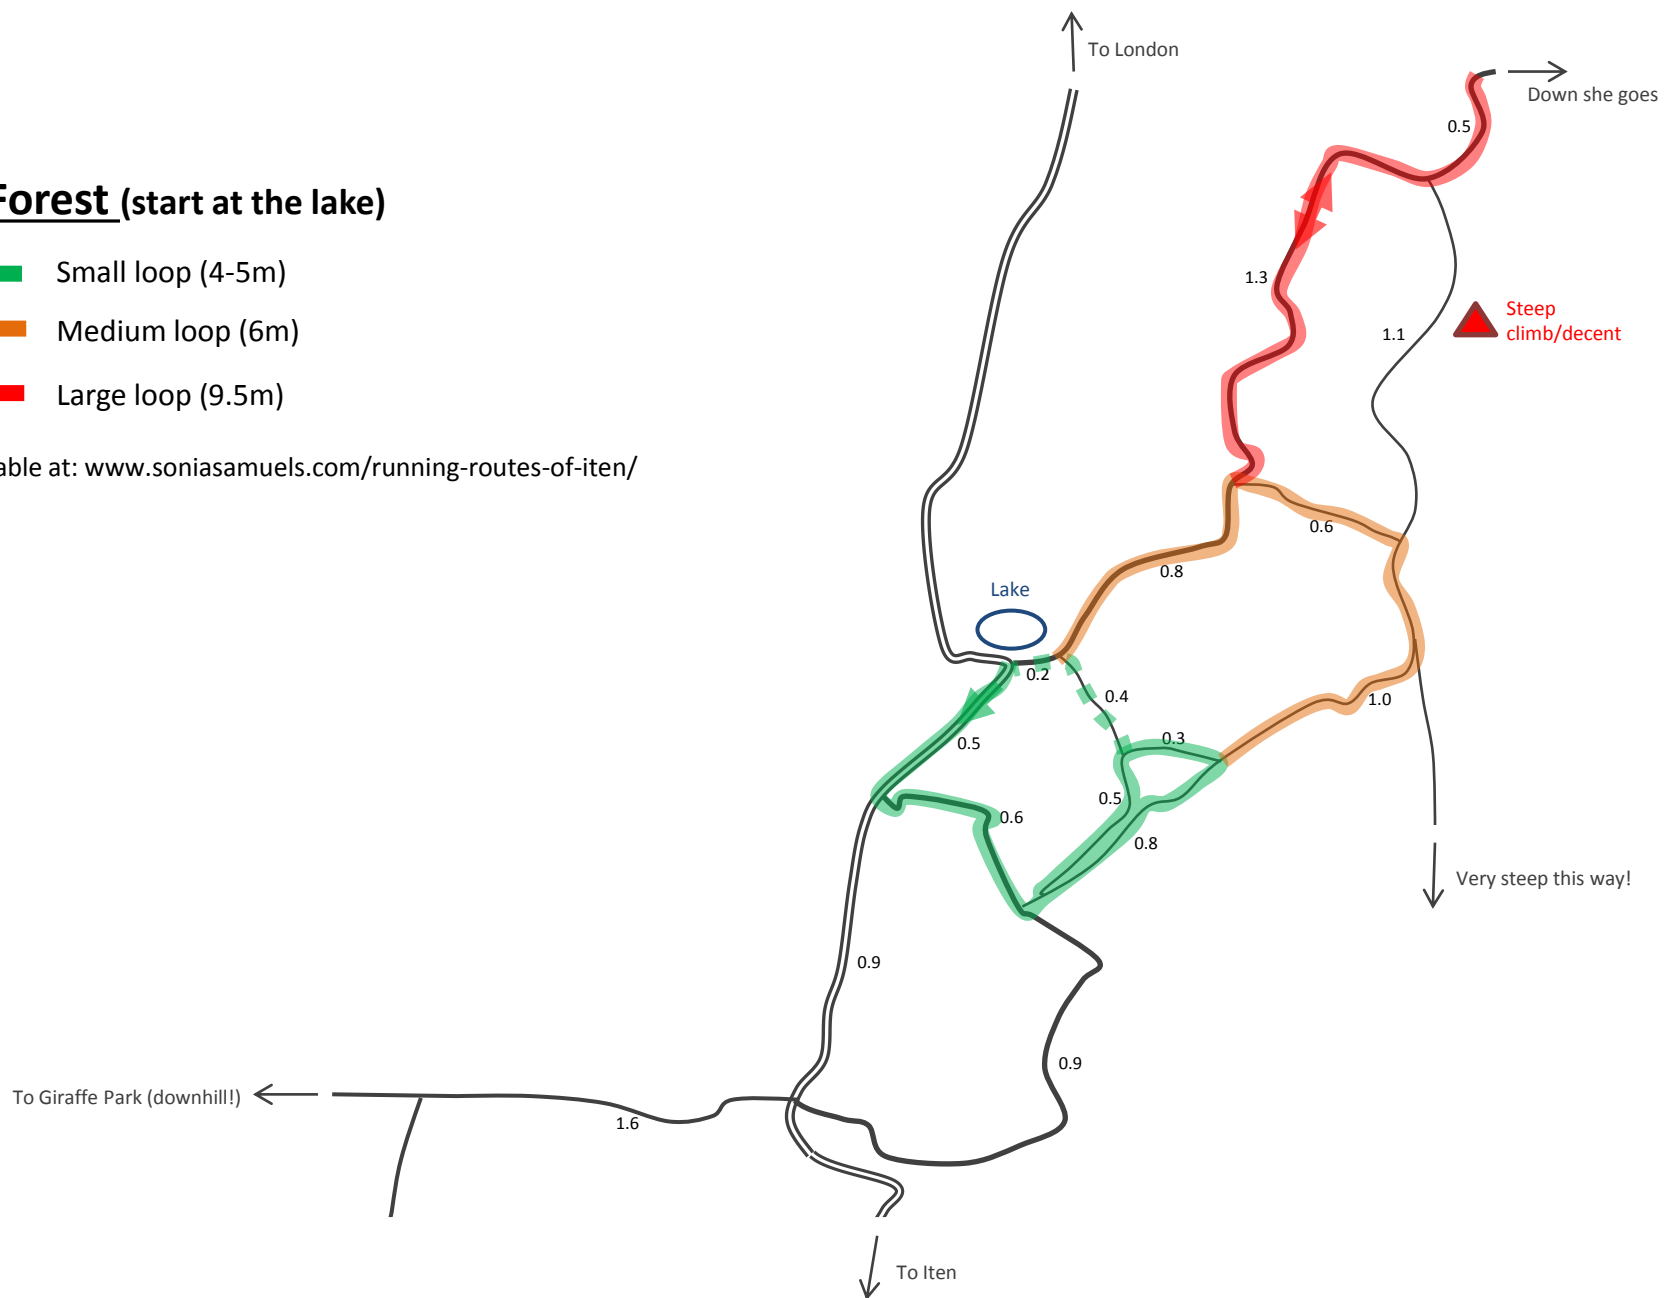 To London
Down she goes
0.5
Forest (start at the lake)
Small loop (4-5m)
1.3
Steep
climb/decent
Medium loop (6m)
1.1
Large loop (9.5m)
able at: www.soniasamuels.com/running-routes-of-iten/
0.6
0.8
Lake
0.2
0.4
1.0
0.5
0.3
0.5
0.6
0.8
Very steep this way!
0.9
0.9
To Giraffe Park (downhill!)
1.6
To Iten